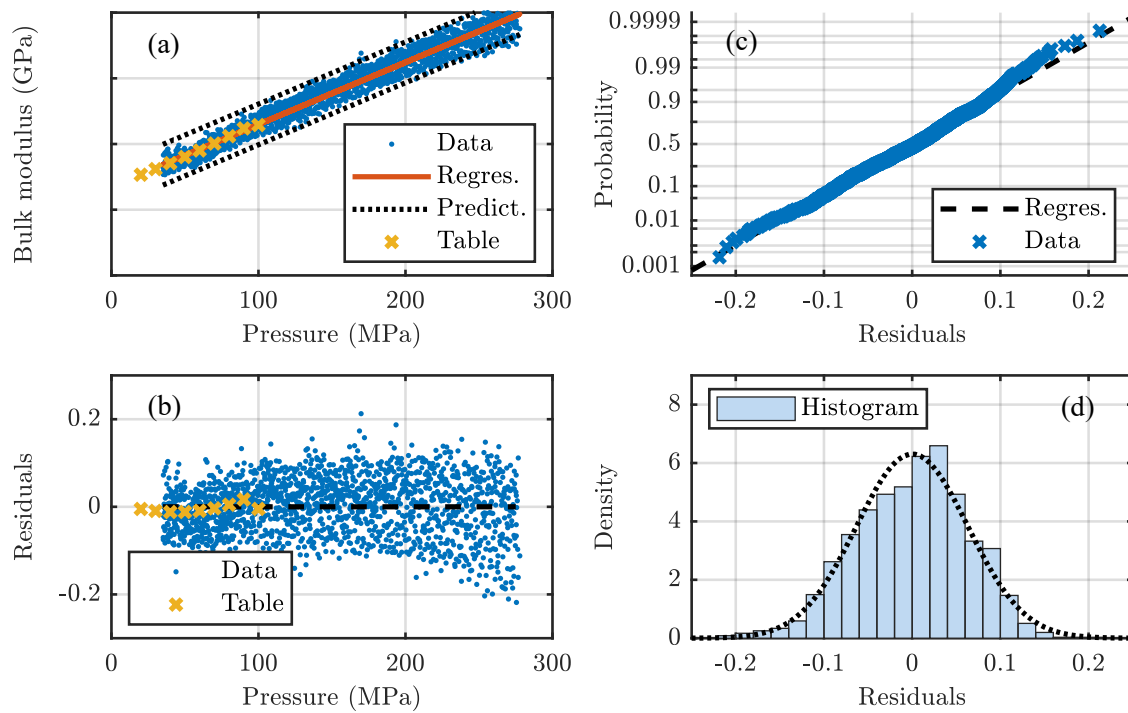 (a)
Bulk modulus (GPa)
Data
Regres.
Predict.
Table
0
100
200
300
Pressure (MPa)
(c)
Probability
0.9999
0.99
0.9
0.5
0.1
0.01
0.001
Regres.
Data
-0.2
-0.1
0
0.1
0.2
Residuals
(b)
Residuals
0.2
0
-0.2
Data
Table
0
100
200
300
Pressure (MPa)
(d)
Density
8
6
4
2
0
Histogram
-0.2
-0.1
0
0.1
0.2
Residuals